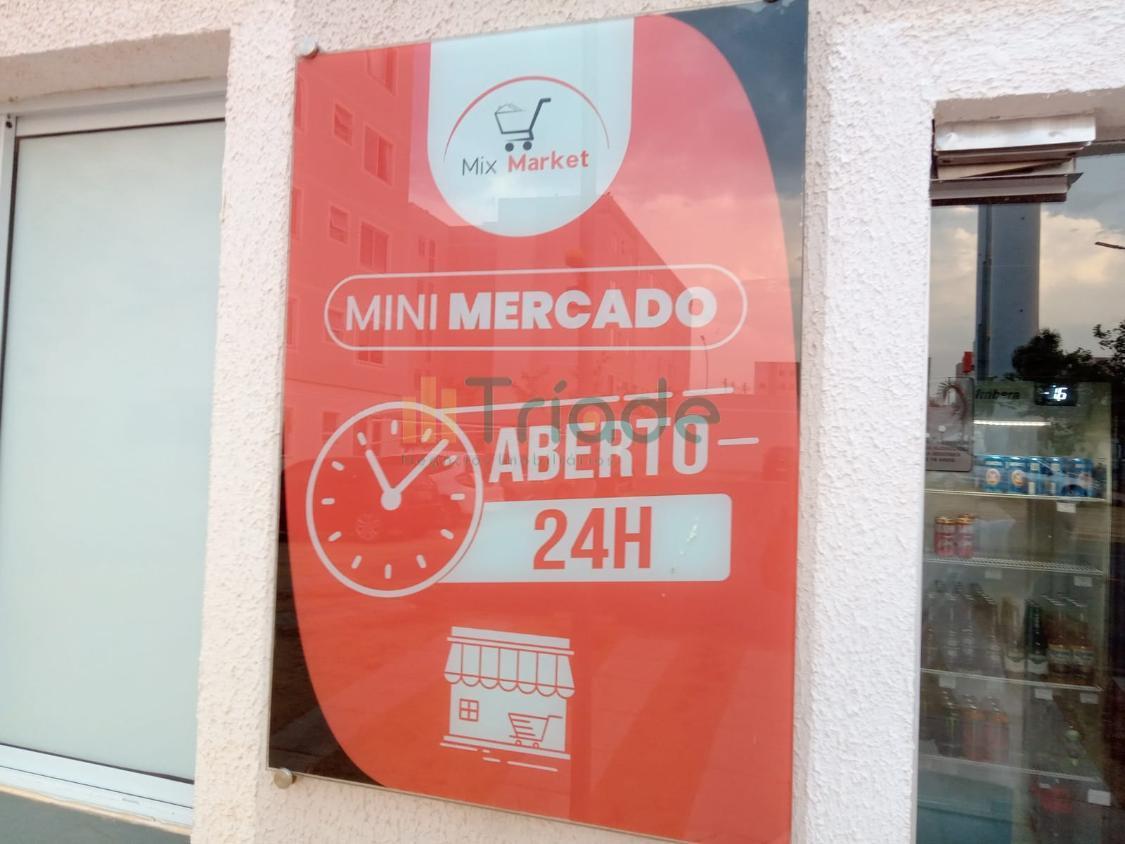 Mix Market
MINI MERCADO
Tríade
ABERTO
24H